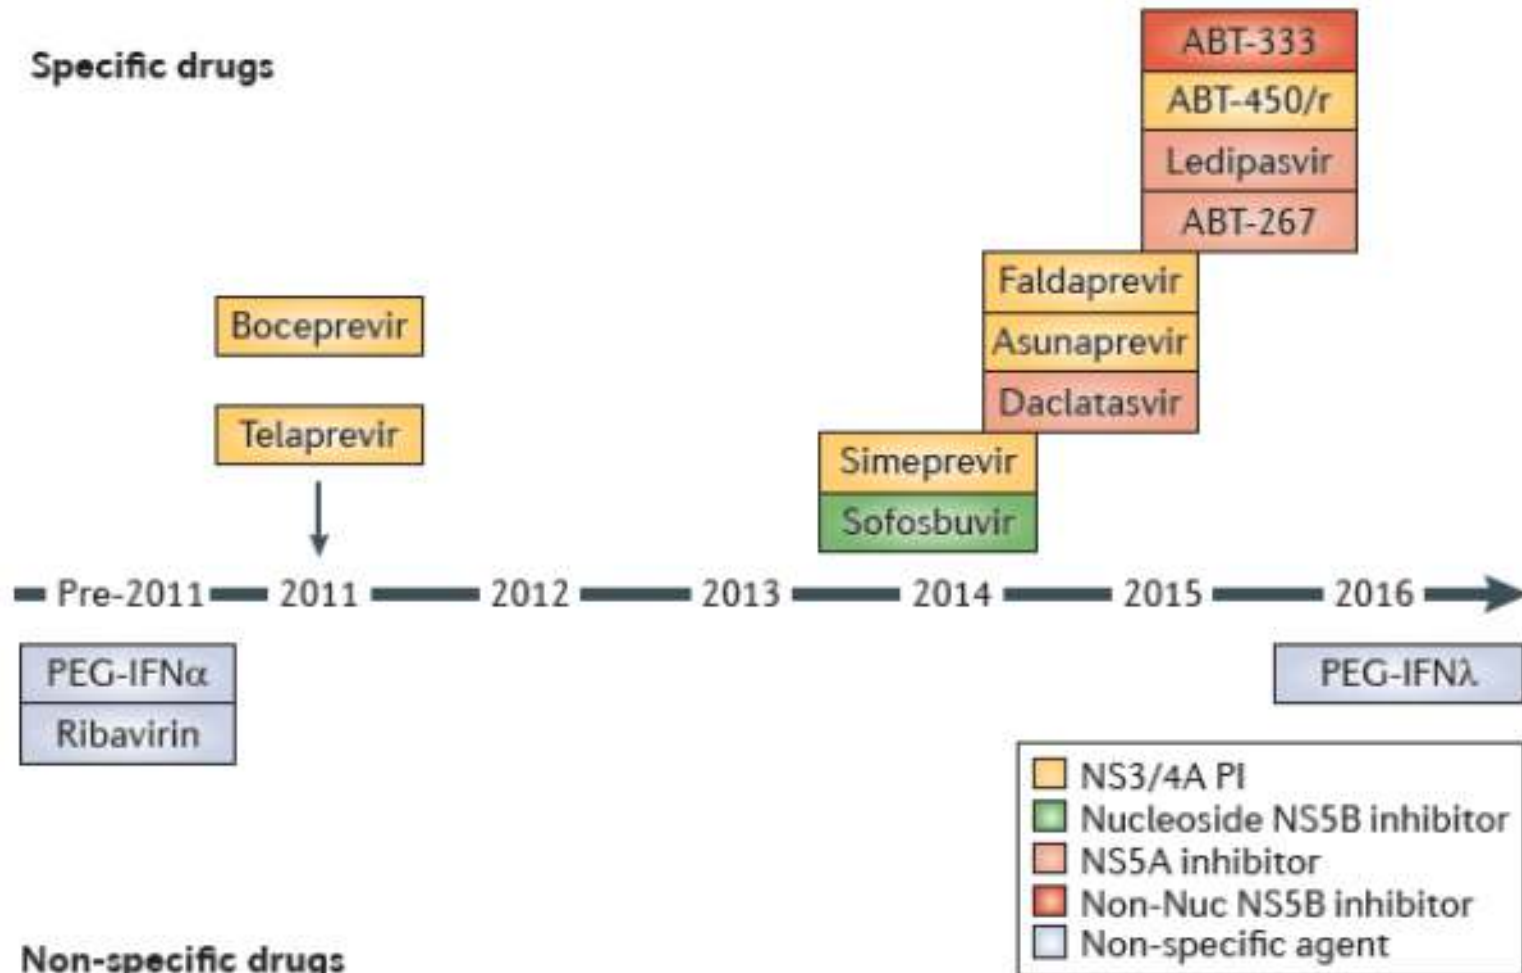 Specific drugs
ABT-333
ABT-450/r
Ledipasvir
ABT-267
Faldaprevir
Asunaprevir
Daclatasvir
Boceprevir
Telaprevir
Simeprevir
Sofosbuvir
Pre-2011 2011 2012 2013 2014 2015 2016
PEG-IFNα
Ribavirin
PEG-IFNλ
NS3/4A PI
Nucleoside NS5B inhibitor
NS5A inhibitor
Non-Nuc NS5B inhibitor
Non-specific agent
Non-specific drugs